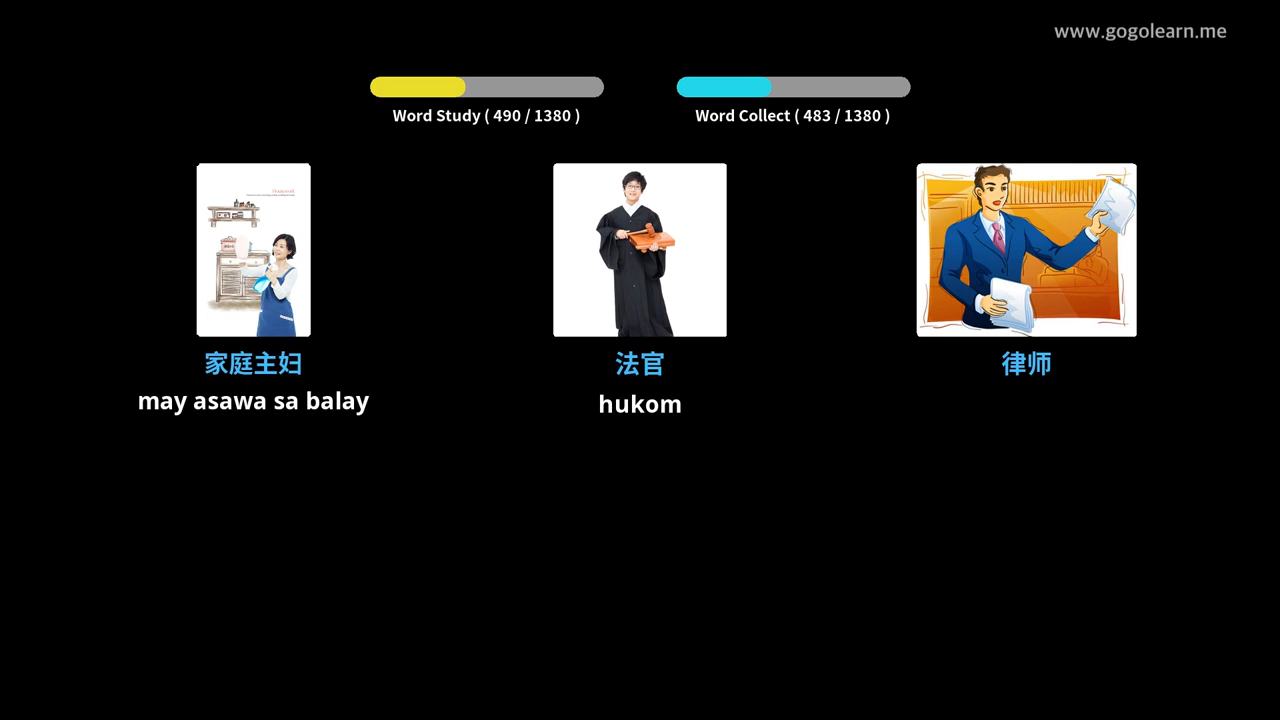 www.gogolearn.me
Word Study ( 490 / 1380 )
Word Collect ( 483 / 1380 )
家庭主妇
法官
律师
may asawa sa balay
hukom